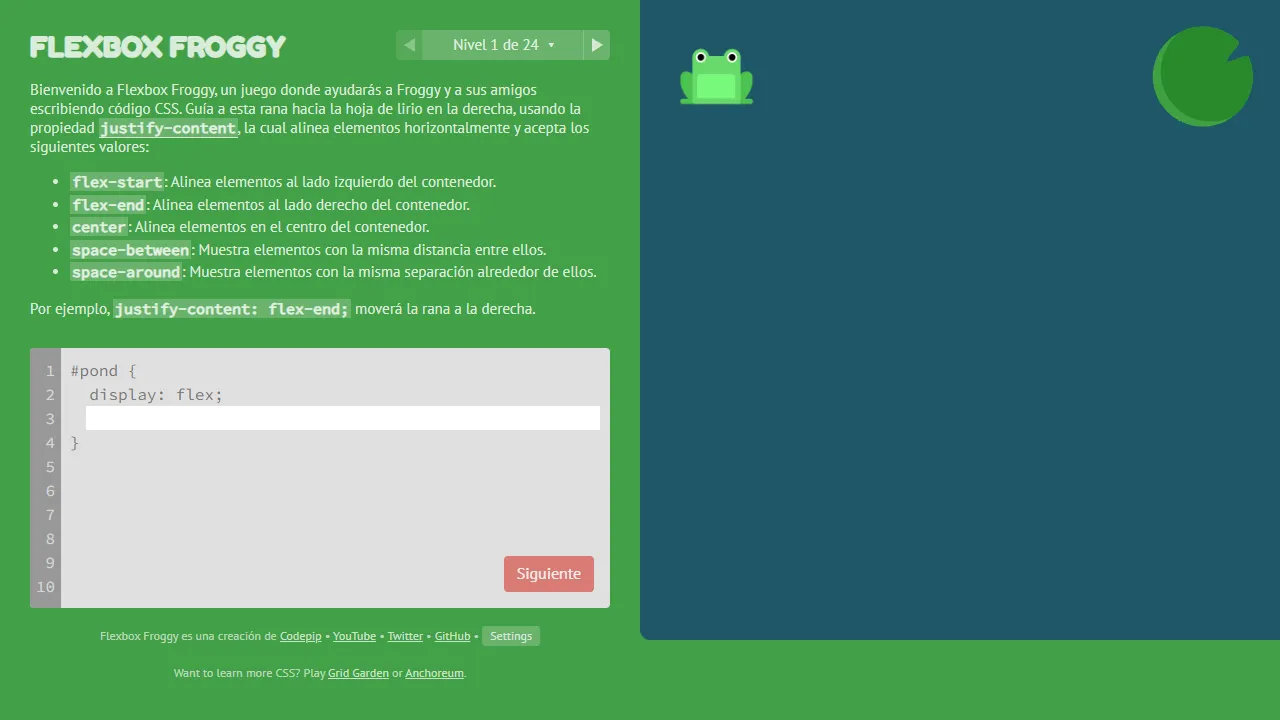 FLEXBOX FROGGY
Nivel 1 de 24
Bienvenido a Flexbox Froggy, un juego donde ayudarás a Froggy y a sus amigos
escribiendo código CSS. Guía a esta rana hacia la hoja de lirio en la derecha, usando la
propiedad justify-content, la cual alinea elementos horizontalmente y acepta los
siguientes valores:
• flex-start: Alinea elementos al lado izquierdo del contenedor.
• flex-end: Alinea elementos al lado derecho del contenedor.
• center: Alinea elementos en el centro del contenedor.
• space-between: Muestra elementos con la misma distancia entre ellos.
• space-around: Muestra elementos con la misma separación alrededor de ellos.
Por ejemplo, justify-content: flex-end; moverá la rana a la derecha.
1 #pond {
2 display: flex;
3
4 }
5
6
7
8
9
10
Siguiente
Flexbox Froggy es una creación de Codepip • YouTube • Twitter • GitHub • Settings
Want to learn more CSS? Play Grid Garden or Anchoreum.